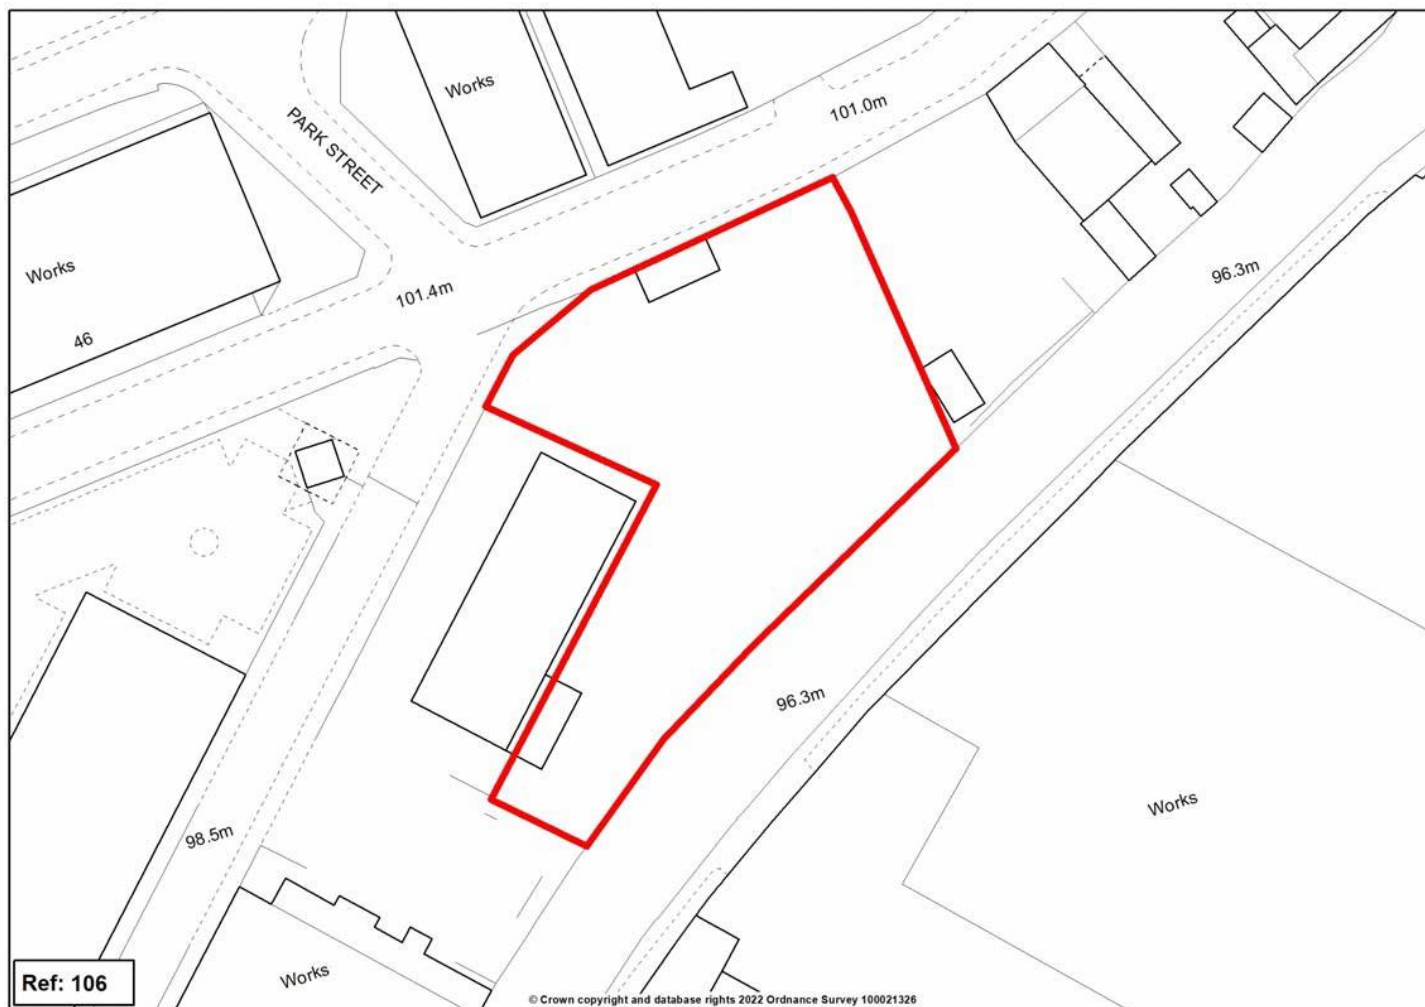 Works
101.0m
PARK STREET
Works
96.3m
101.4m
46
96.3m
Works
98.5m
Works
Ref: 106
© Crown copyright and database rights 2022 Ordnance Survey 100021326